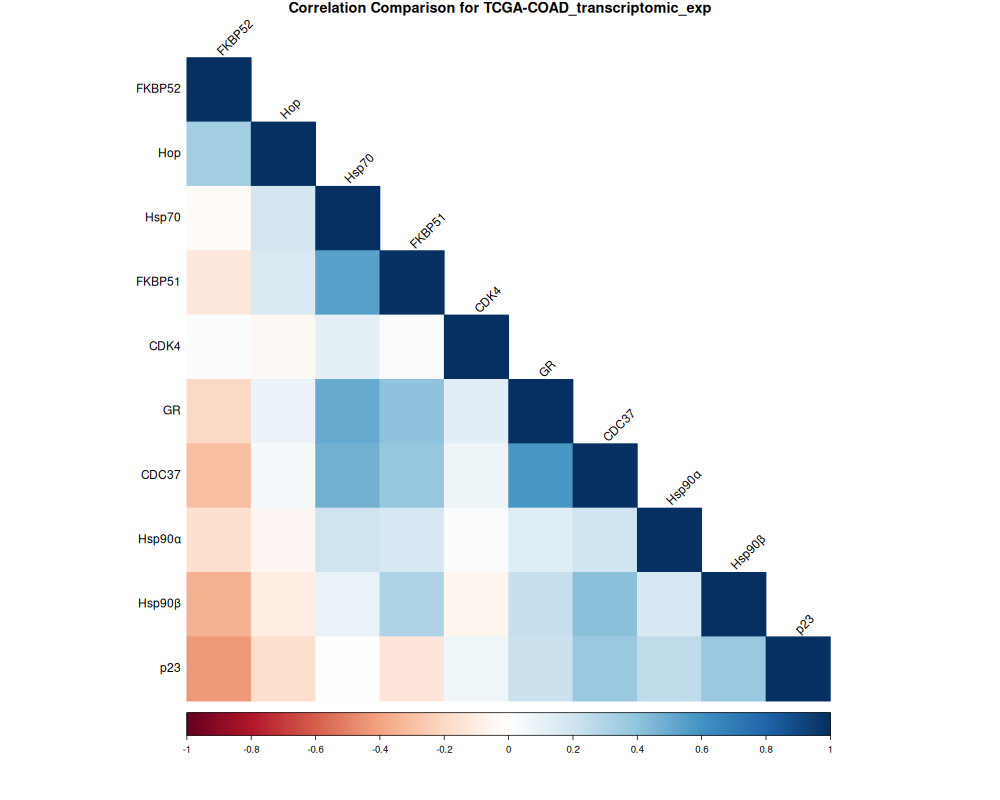 Correlation Comparison for TCGA-COAD_transcriptomic_exp
FKBP52
FKBP52
Hop
Hop
Hsp70
Hsp70
FKBP51
FKBP51
CDK4
CDK4
GR
GR
CDC37
CDC37
Hsp90α
Hsp90α
Hsp90β
Hsp90β
p23
p23
-1 -0.8 -0.6 -0.4 -0.2 0 0.2 0.4 0.6 0.8 1